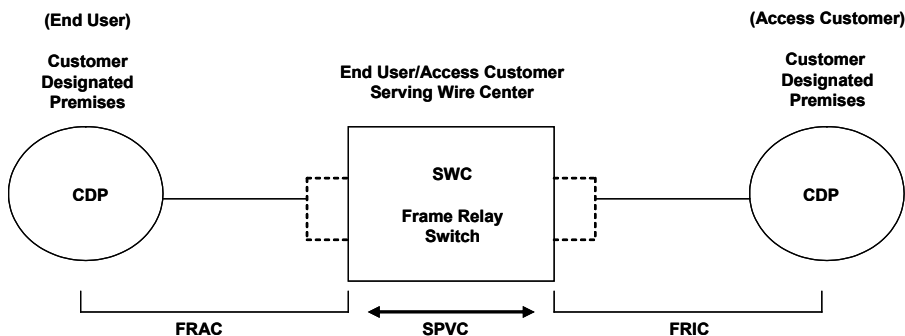 (End User)
Customer
Designated
Premises
CDP
End User/Access Customer
Serving Wire Center
SWC
Frame Relay
Switch
(Access Customer)
Customer
Designated
Premises
CDP
FRAC
SPVC
FRIC